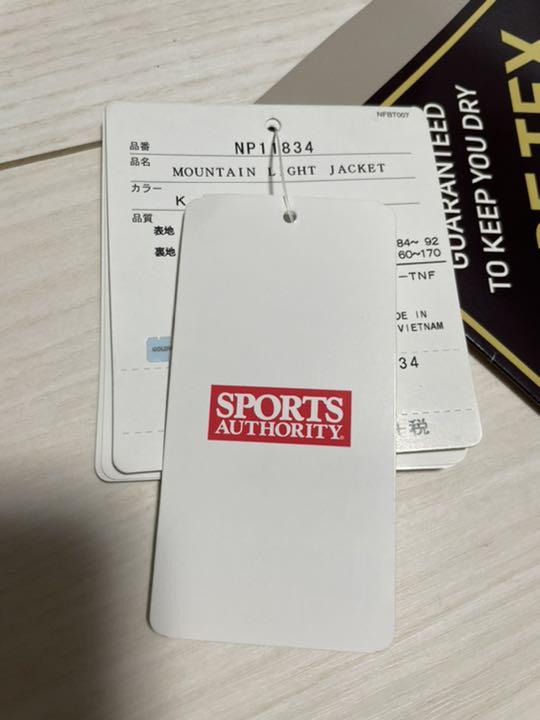 NFBT007
品番 NP11834
品名 MOUNTAIN LIGHT JACKET
カラー K
品質
表地
裏地
84~ 92
60~170
-TNF
DE IN
VIETNAM
34
税
SPORTS
AUTHORITY
GUARANTEED
TO KEEP YOU DRY